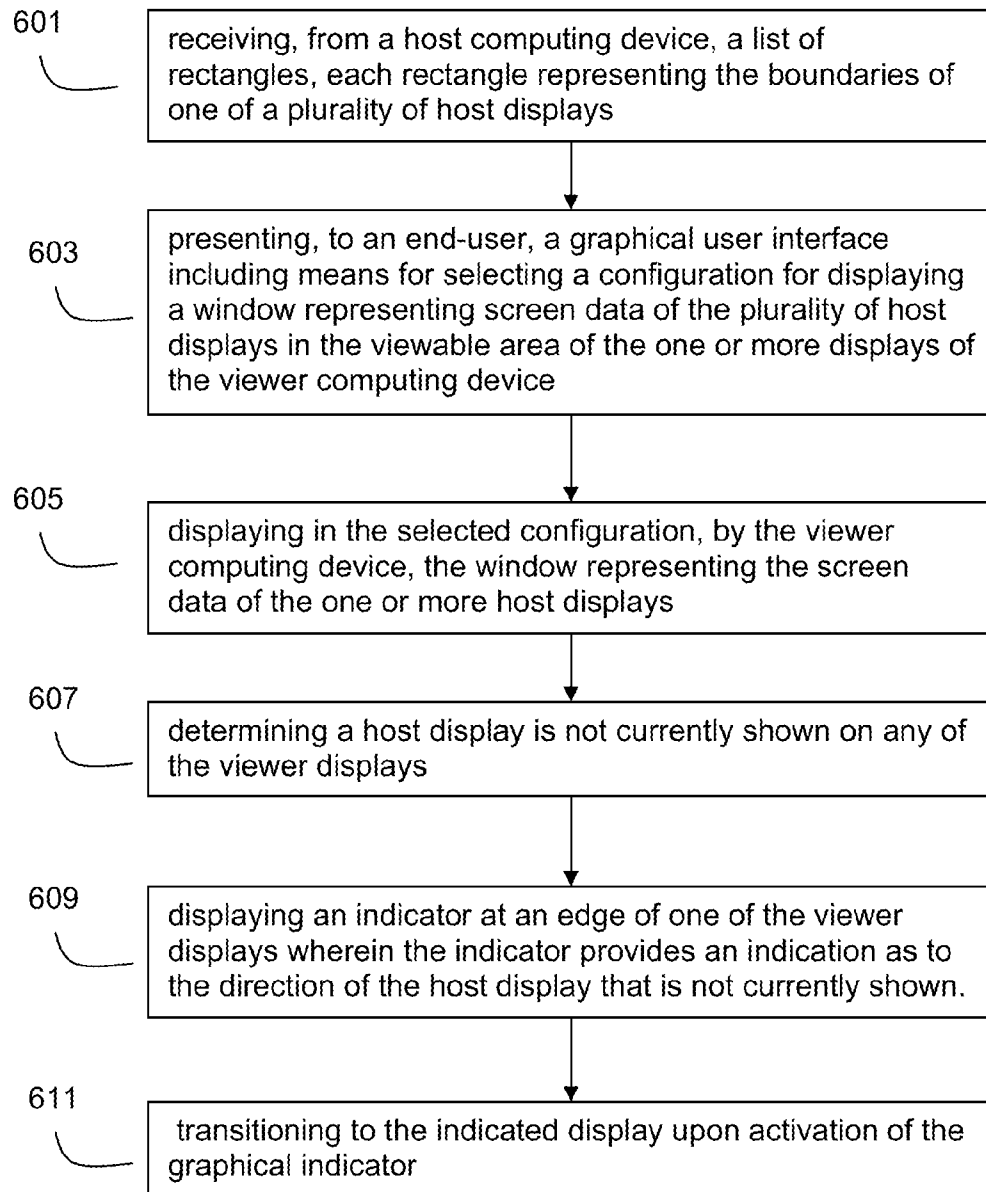 601
receiving, from a host computing device, a list of
rectangles, each rectangle representing the boundaries of
one of a plurality of host displays
603
presenting, to an end-user, a graphical user interface
including means for selecting a configuration for displaying
a window representing screen data of the plurality of host
displays in the viewable area of the one or more displays of
the viewer computing device
605
displaying in the selected configuration, by the viewer
computing device, the window representing the screen
data of the one or more host displays
607
determining a host display is not currently shown on any of
the viewer displays
609
displaying an indicator at an edge of one of the viewer
displays wherein the indicator provides an indication as to
the direction of the host display that is not currently shown.
611
transitioning to the indicated display upon activation of the
graphical indicator